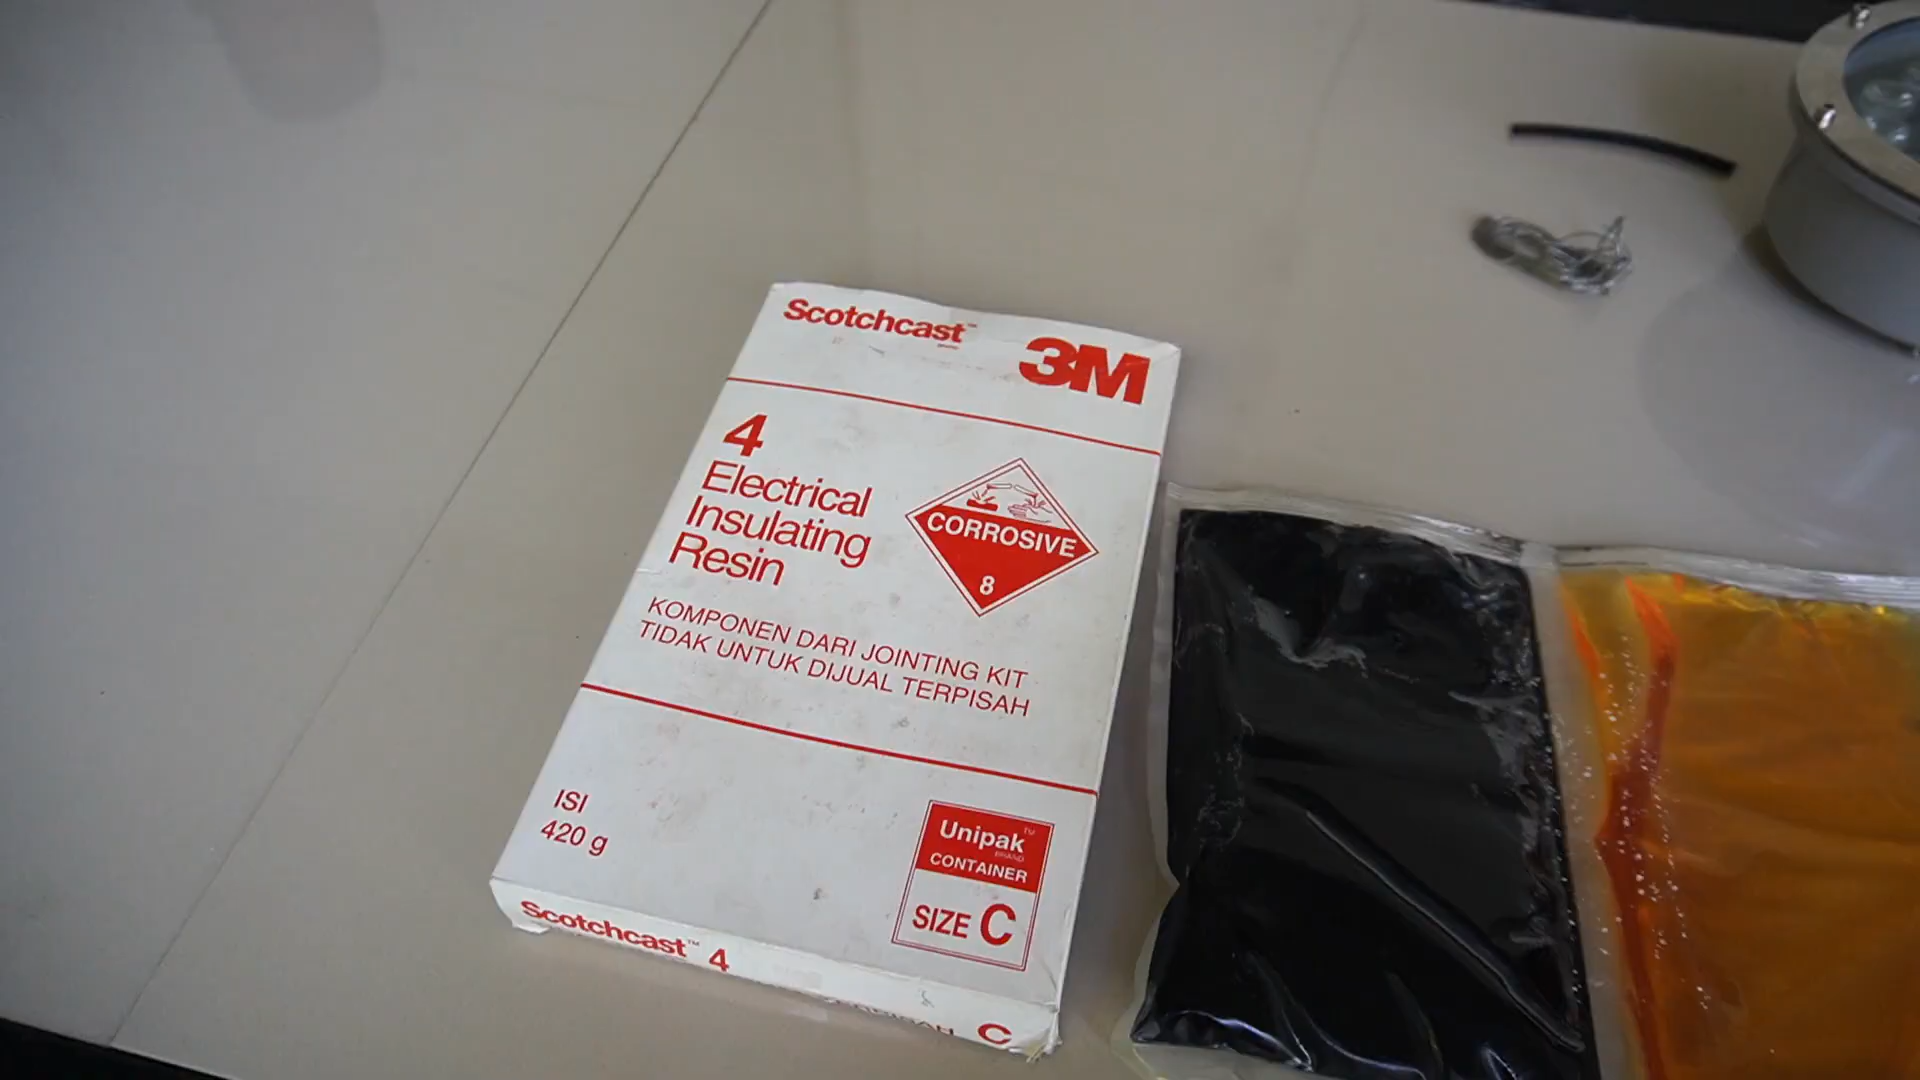 Scotchcast™
3M
4
Electrical
Insulating
Resin
CORROSIVE
8
KOMPONEN DARI JOINTING KIT
TIDAK UNTUK DIJUAL TERPISAH
ISI
420 g
Unipak™
BRAND
CONTAINER
SIZE C
Scotchcast™ 4
C